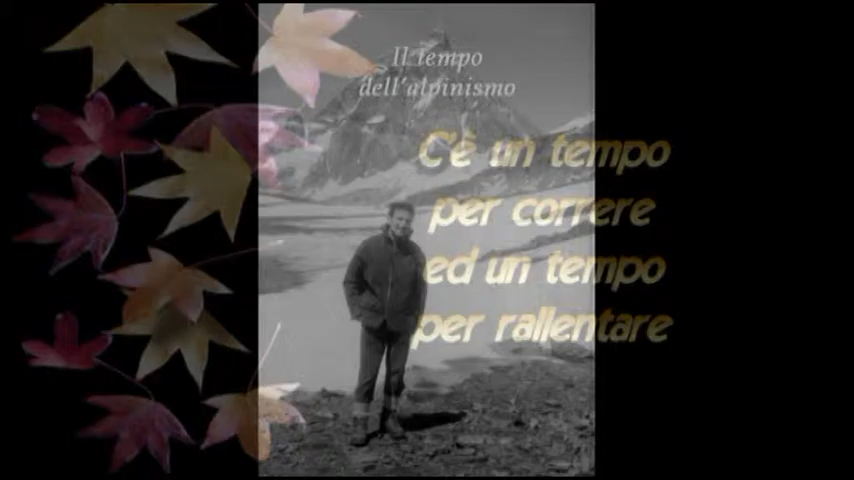 Il tempo
dell'alpinismo
C'è un tempo
per correre
ed un tempo
per rallentare